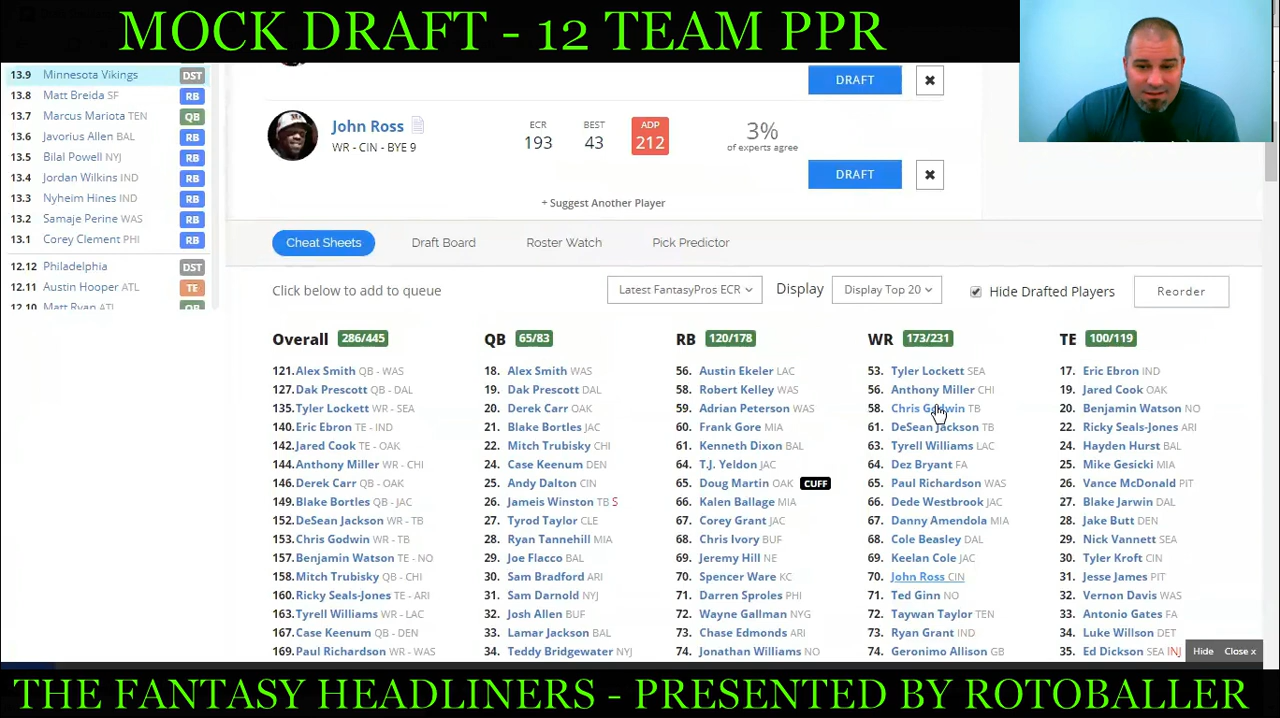 MOCK DRAFT - 12 TEAM PPR
13.9 Minnesota Vikings DST
13.8 Matt Breida SF RB
13.7 Marcus Mariota TEN QB
13.6 Javorius Allen BAL RB
13.5 Bilal Powell NYJ RB
13.4 Jordan Wilkins IND RB
13.3 Nyheim Hines IND RB
13.2 Samaje Perine WAS RB
13.1 Corey Clement PHI RB
12.12 Philadelphia DST
12.11 Austin Hooper ATL TE
12.10 Matt Ryan ATL QB
DRAFT ✖
John Ross
WR - CIN - BYE 9
ECR 193
BEST 43
ADP 212
3%
of experts agree
DRAFT ✖
+ Suggest Another Player
Cheat Sheets Draft Board Roster Watch Pick Predictor
Click below to add to queue Latest FantasyPros ECR Display Display Top 20 Hide Drafted Players Reorder
Overall 286/445 QB 65/83 RB 120/178 WR 173/231 TE 100/119
121. Alex Smith QB - WAS 18. Alex Smith WAS 56. Austin Ekeler LAC 53. Tyler Lockett SEA 17. Eric Ebron IND
127. Dak Prescott QB - DAL 19. Dak Prescott DAL 58. Robert Kelley WAS 56. Anthony Miller CHI 19. Jared Cook OAK
135. Tyler Lockett WR - SEA 20. Derek Carr OAK 59. Adrian Peterson WAS 58. Chris Godwin TB 20. Benjamin Watson NO
140. Eric Ebron TE - IND 21. Blake Bortles JAC 60. Frank Gore MIA 61. DeSean Jackson TB 22. Ricky Seals-Jones ARI
142. Jared Cook TE - OAK 22. Mitch Trubisky CHI 61. Kenneth Dixon BAL 63. Tyrell Williams LAC 24. Hayden Hurst BAL
144. Anthony Miller WR - CHI 24. Case Keenum DEN 64. T.J. Yeldon JAC 64. Dez Bryant FA 25. Mike Gesicki MIA
146. Derek Carr QB - OAK 25. Andy Dalton CIN 65. Doug Martin OAK CUFF 65. Paul Richardson WAS 26. Vance McDonald PIT
149. Blake Bortles QB - JAC 26. Jameis Winston TB S 66. Kalen Ballage MIA 66. Dede Westbrook JAC 27. Blake Jarwin DAL
152. DeSean Jackson WR - TB 27. Tyrod Taylor CLE 67. Corey Grant JAC 67. Danny Amendola MIA 28. Jake Butt DEN
153. Chris Godwin WR - TB 28. Ryan Tannehill MIA 68. Chris Ivory BUF 68. Cole Beasley DAL 29. Nick Vannett SEA
157. Benjamin Watson TE - NO 29. Joe Flacco BAL 69. Jeremy Hill NE 69. Keelan Cole JAC 30. Tyler Kroft CIN
158. Mitch Trubisky QB - CHI 30. Sam Bradford ARI 70. Spencer Ware KC 70. John Ross CIN 31. Jesse James PIT
160. Ricky Seals-Jones TE - ARI 31. Sam Darnold NYJ 71. Darren Sproles PHI 71. Ted Ginn NO 32. Vernon Davis WAS
163. Tyrell Williams WR - LAC 32. Josh Allen BUF 72. Wayne Gallman NYG 72. Taywan Taylor TEN 33. Antonio Gates FA
167. Case Keenum QB - DEN 33. Lamar Jackson BAL 73. Chase Edmonds ARI 73. Ryan Grant IND 34. Luke Willson DET
169. Paul Richardson WR - WAS 34. Teddy Bridgewater NYJ 74. Jonathan Williams NO 74. Geronimo Allison GB 35. Ed Dickson SEA INJ
Hide Close x
THE FANTASY HEADLINERS - PRESENTED BY ROTOBALLER